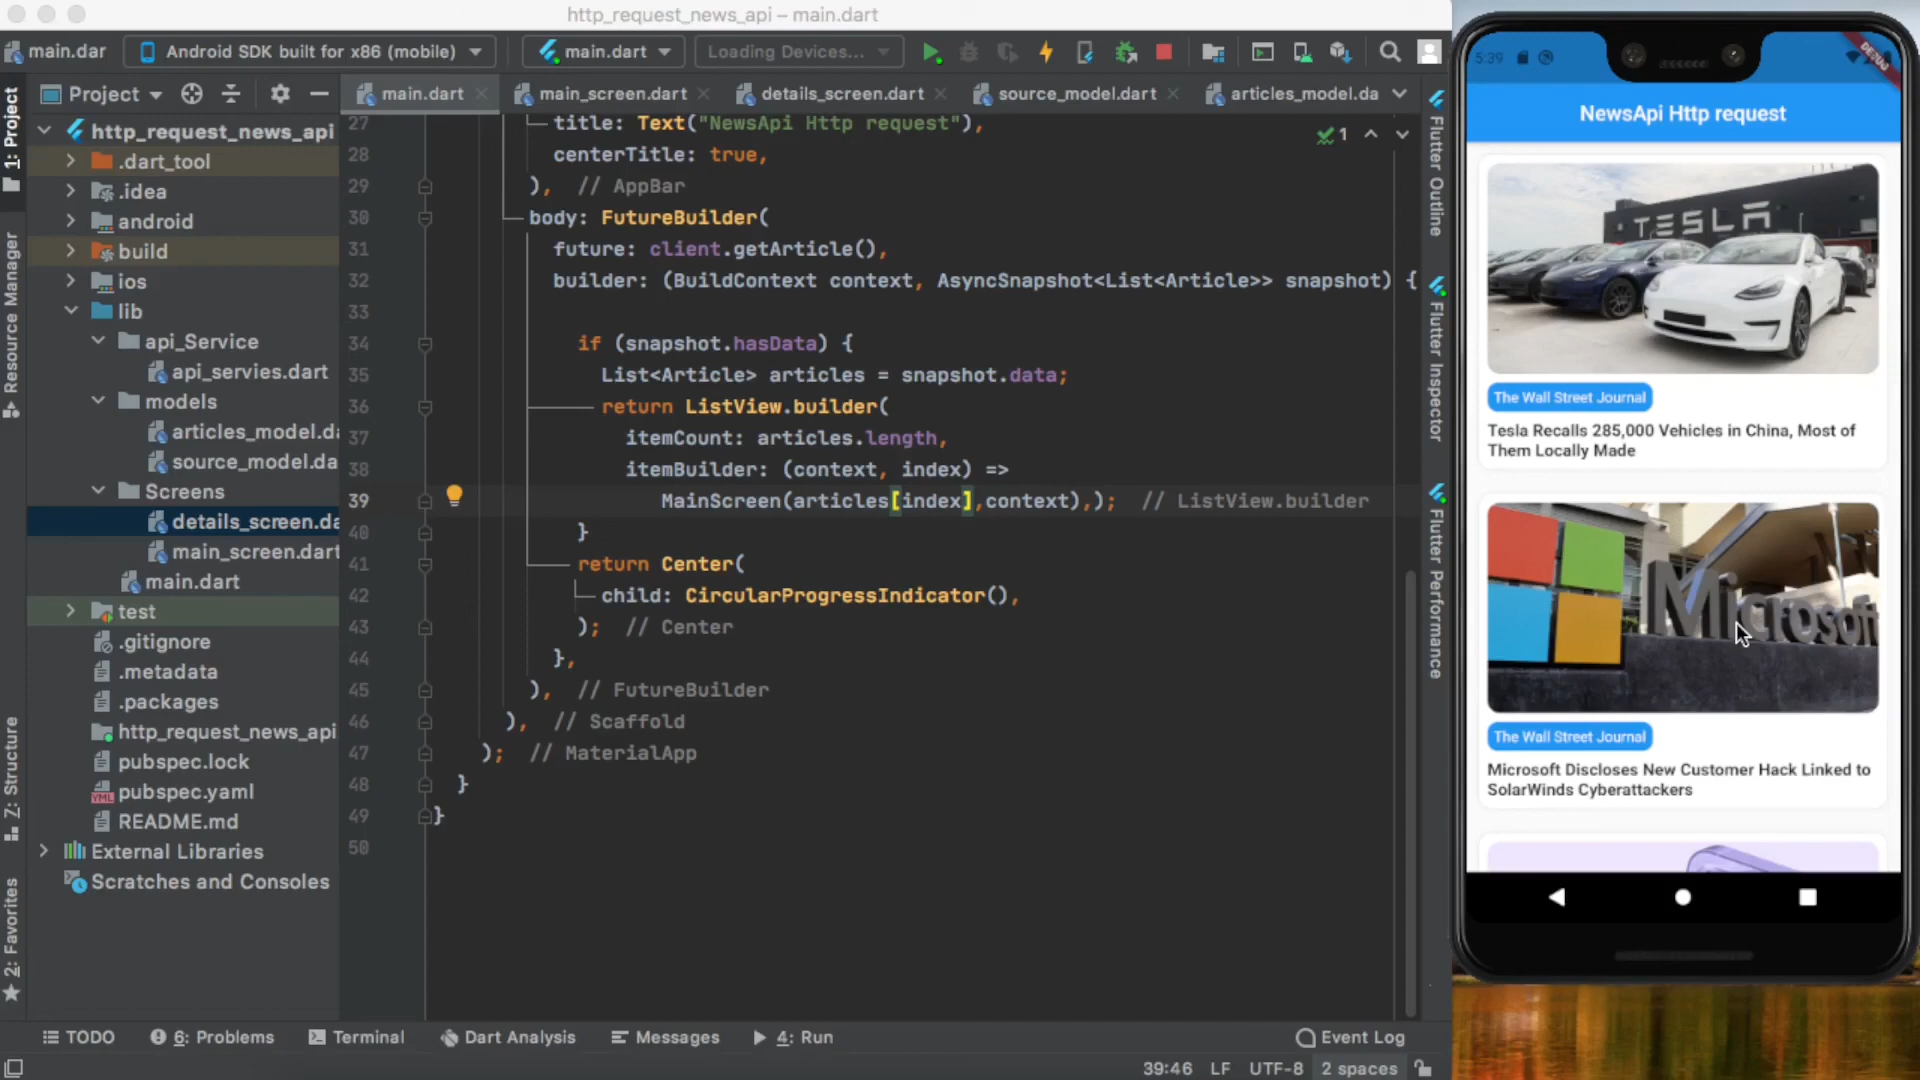 http_request_news_api – main.dart
main.dar
Android SDK built for x86 (mobile)
main.dart
Loading Devices...
Project
main.dart
main_screen.dart
details_screen.dart
source_model.dart
articles_model.da
1: Project
Resource Manager
Z: Structure
2: Favorites
http_request_news_api
.dart_tool
.idea
android
build
ios
lib
api_Service
api_servies.dart
models
articles_model.da
source_model.da
Screens
details_screen.da
main_screen.dart
main.dart
test
.gitignore
.metadata
.packages
http_request_news_api
pubspec.lock
pubspec.yaml
README.md
External Libraries
Scratches and Consoles
27 title: Text("NewsApi Http request"),
28 centerTitle: true,
29 ), // AppBar
30 body: FutureBuilder(
31 future: client.getArticle(),
32 builder: (BuildContext context, AsyncSnapshot<List<Article>> snapshot) {
33
34 if (snapshot.hasData) {
35 List<Article> articles = snapshot.data;
36 return ListView.builder(
37 itemCount: articles.length,
38 itemBuilder: (context, index) =>
39 MainScreen(articles[index],context),); // ListView.builder
40 }
41 return Center(
42 child: CircularProgressIndicator(),
43 ); // Center
44 },
45 ), // FutureBuilder
46 ), // Scaffold
47 ); // MaterialApp
48 }
49 }
50
1
Flutter Outline
Flutter Inspector
Flutter Performance
TODO
6: Problems
Terminal
Dart Analysis
Messages
4: Run
Event Log
39:46 LF UTF-8 2 spaces
5:39
DEBUG
NewsApi Http request
TESLA
The Wall Street Journal
Tesla Recalls 285,000 Vehicles in China, Most of
Them Locally Made
Microsoft
The Wall Street Journal
Microsoft Discloses New Customer Hack Linked to
SolarWinds Cyberattackers